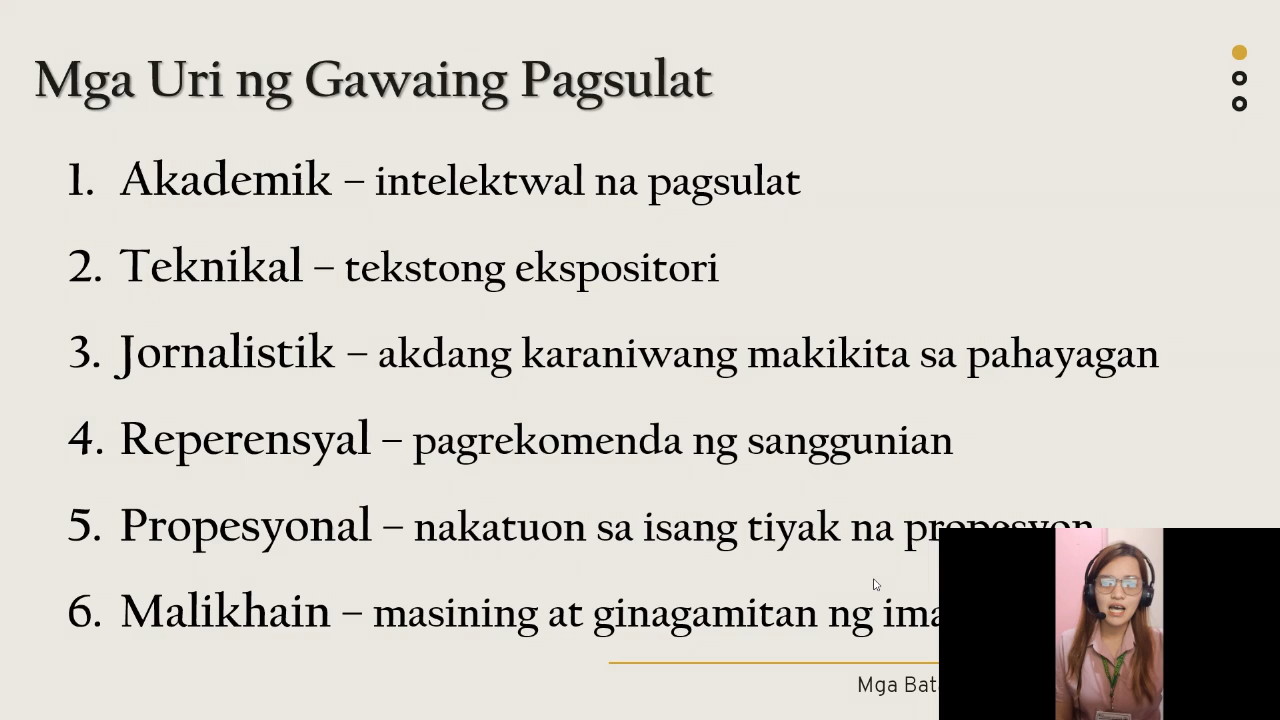 Mga Uri ng Gawaing Pagsulat
1. Akademik – intelektwal na pagsulat
2. Teknikal – tekstong ekspositori
3. Jornalistik – akdang karaniwang makikita sa pahayagan
4. Reperensyal – pagrekomenda ng sanggunian
5. Propesyonal – nakatuon sa isang tiyak na propesyon
6. Malikhain – masining at ginagamitan ng
Mga